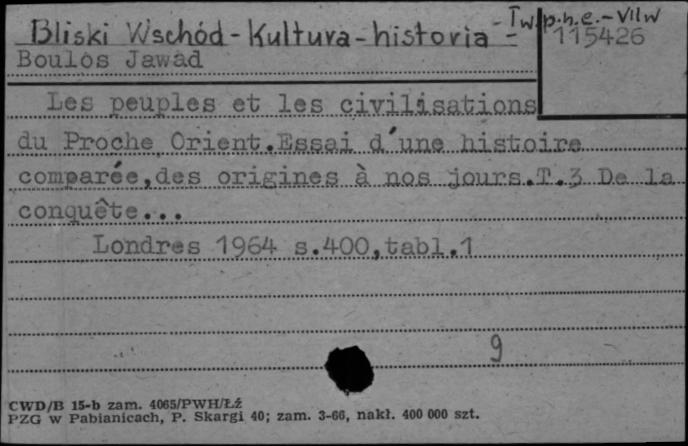 Bliski Wschód - Kultura - historia - I w. p.n.e. - VII w
115426
Boulos Jawad
Les peuples et les civilisations
du Proche Orient. Essai d'une histoire
comparée, des origines à nos jours. T.3 De la
conquête...
Londres 1964 s.400, tabl.1
9
CWD/B 15-b zam. 4065/PWH/Łź
PZG w Pabianicach, P. Skargi 40; zam. 3-66, nakł. 400 000 szt.